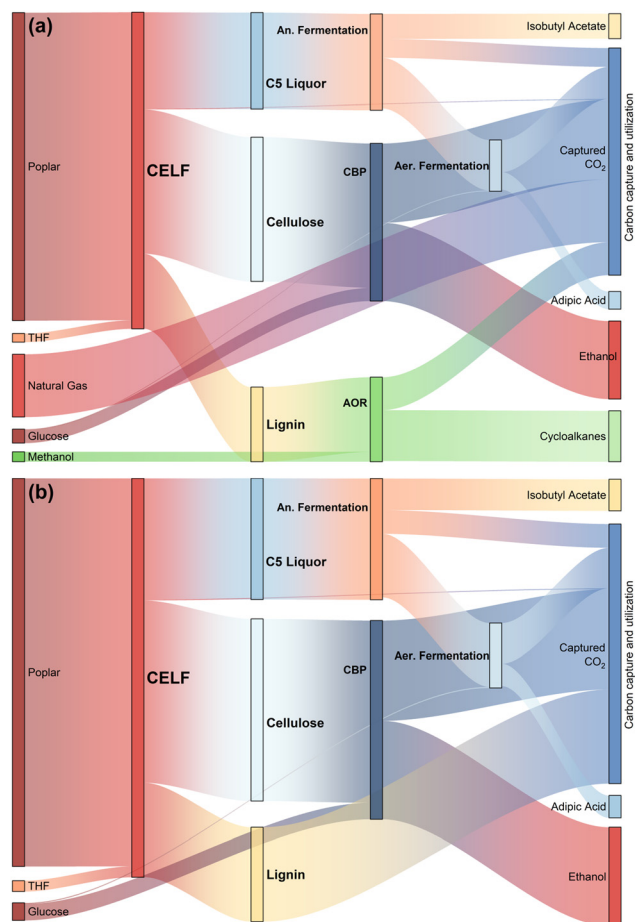 (a)
An. Fermentation
Isobutyl Acetate
C5 Liquor
Poplar
CELF
CBP
Aer. Fermentation
Captured
CO₂
Carbon capture and utilization
Cellulose
Adipic Acid
THF
Ethanol
Natural Gas
AOR
Lignin
Glucose
Cycloalkanes
Methanol
(b)
An. Fermentation
Isobutyl Acetate
C5 Liquor
Poplar
CELF
CBP
Aer. Fermentation
Captured
CO₂
Carbon capture and utilization
Cellulose
Adipic Acid
THF
Lignin
Ethanol
Glucose